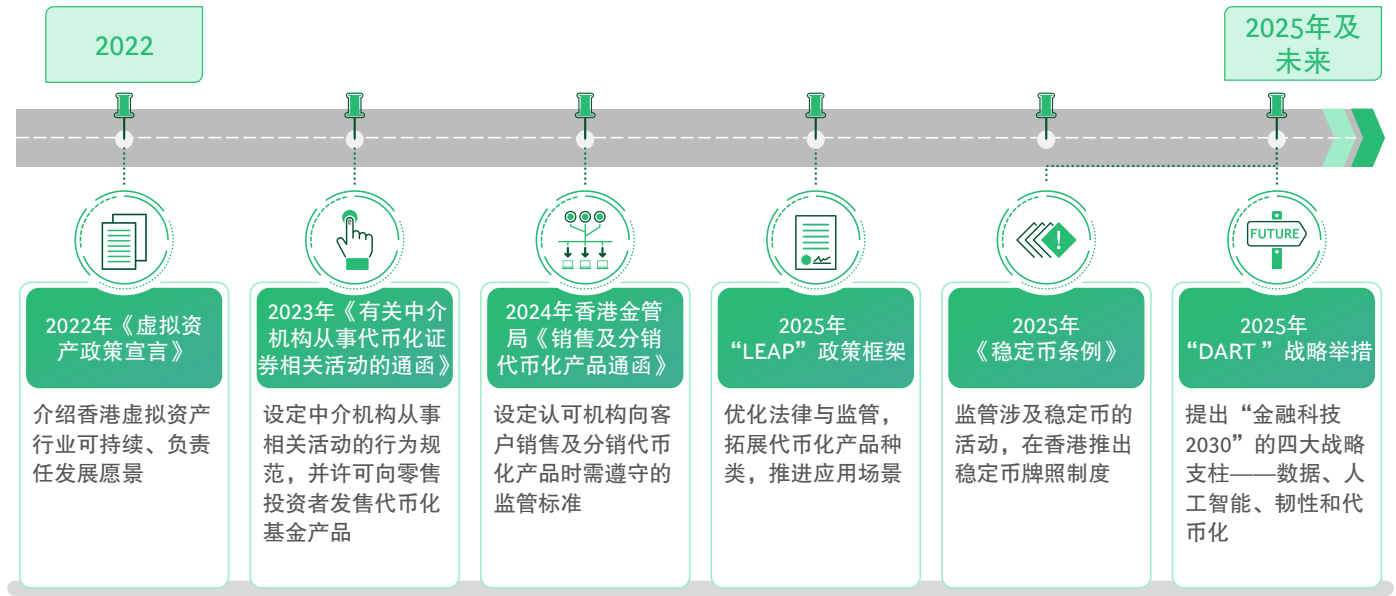 2022
2025年及
未来
FUTURE
2022年《虚拟资
产政策宣言》
介绍香港虚拟资产
行业可持续、负责
任发展愿景
2023年《有关中介
机构从事代币化证
券相关活动的通函》
设定中介机构从事
相关活动的行为规
范，并许可向零售
投资者发售代币化
基金产品
2024年香港金管
局《销售及分销
代币化产品通函》
设定认可机构向客
户销售及分销代币
化产品时需遵守的
监管标准
2025年
“LEAP”政策框架
优化法律与监管，
拓展代币化产品种
类，推进应用场景
2025年
《稳定币条例》
监管涉及稳定币的
活动，在香港推出
稳定币牌照制度
2025年
“DART ”战略举措
提出“金融科技
2030”的四大战略
支柱——数据、人
工智能、韧性和代
币化